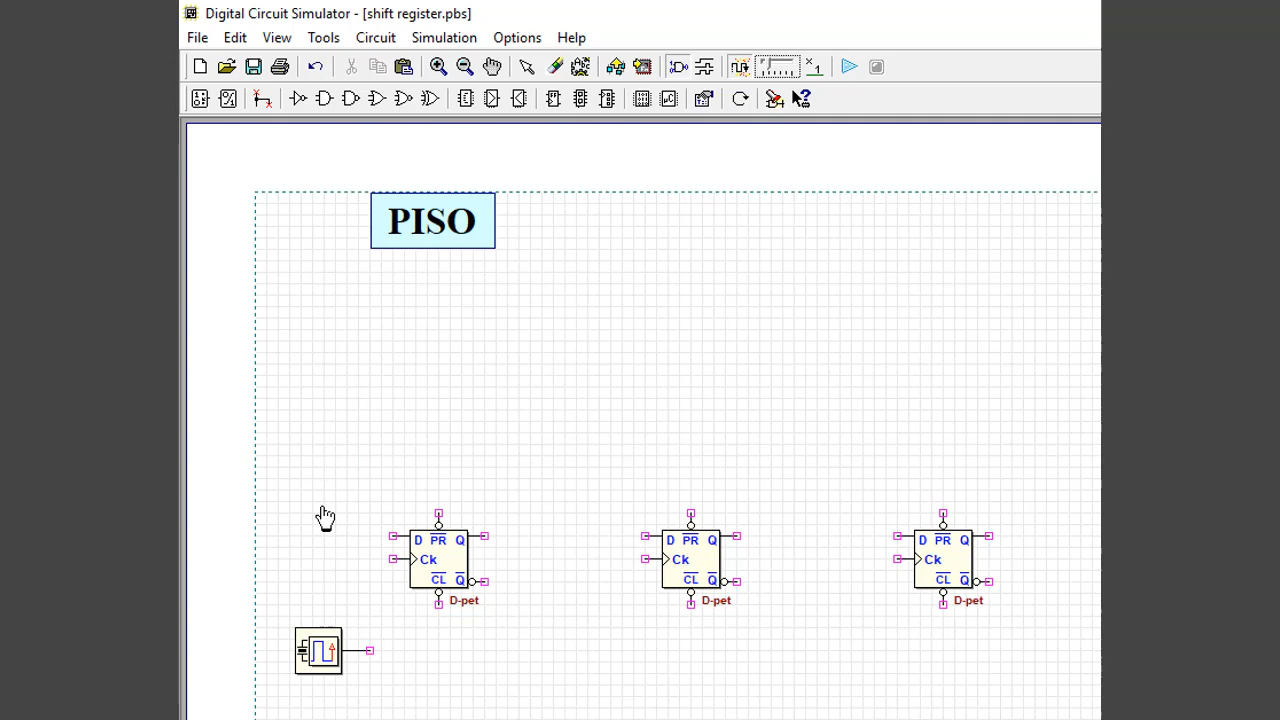 Digital Circuit Simulator - [shift register.pbs]
File Edit View Tools Circuit Simulation Options Help
PISO
D PR Q D PR Q D PR Q
Ck Ck Ck
CL Q CL Q CL Q
D-pet D-pet D-pet